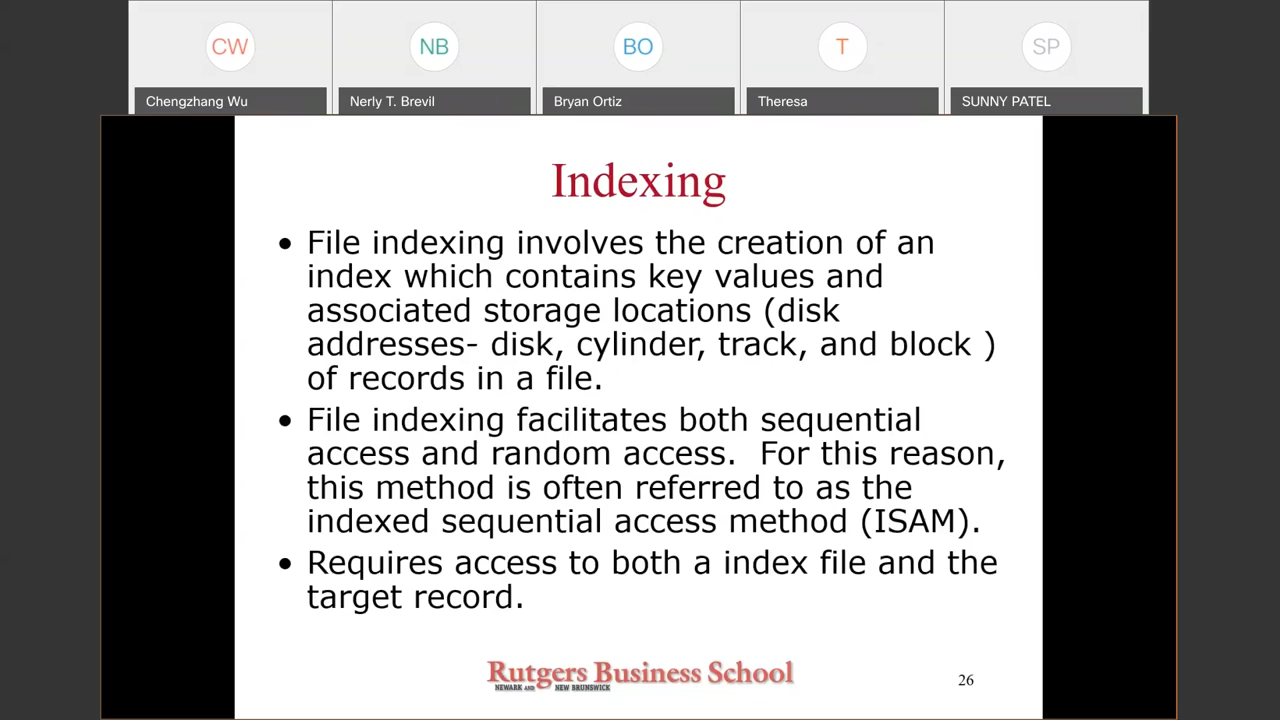 CW
NB
BO
T
SP
Chengzhang Wu
Nerly T. Brevil
Bryan Ortiz
Theresa
SUNNY PATEL
Indexing
• File indexing involves the creation of an
index which contains key values and
associated storage locations (disk
addresses- disk, cylinder, track, and block )
of records in a file.
• File indexing facilitates both sequential
access and random access.  For this reason,
this method is often referred to as the
indexed sequential access method (ISAM).
• Requires access to both a index file and the
target record.
Rutgers Business School
NEWARK AND NEW BRUNSWICK
26